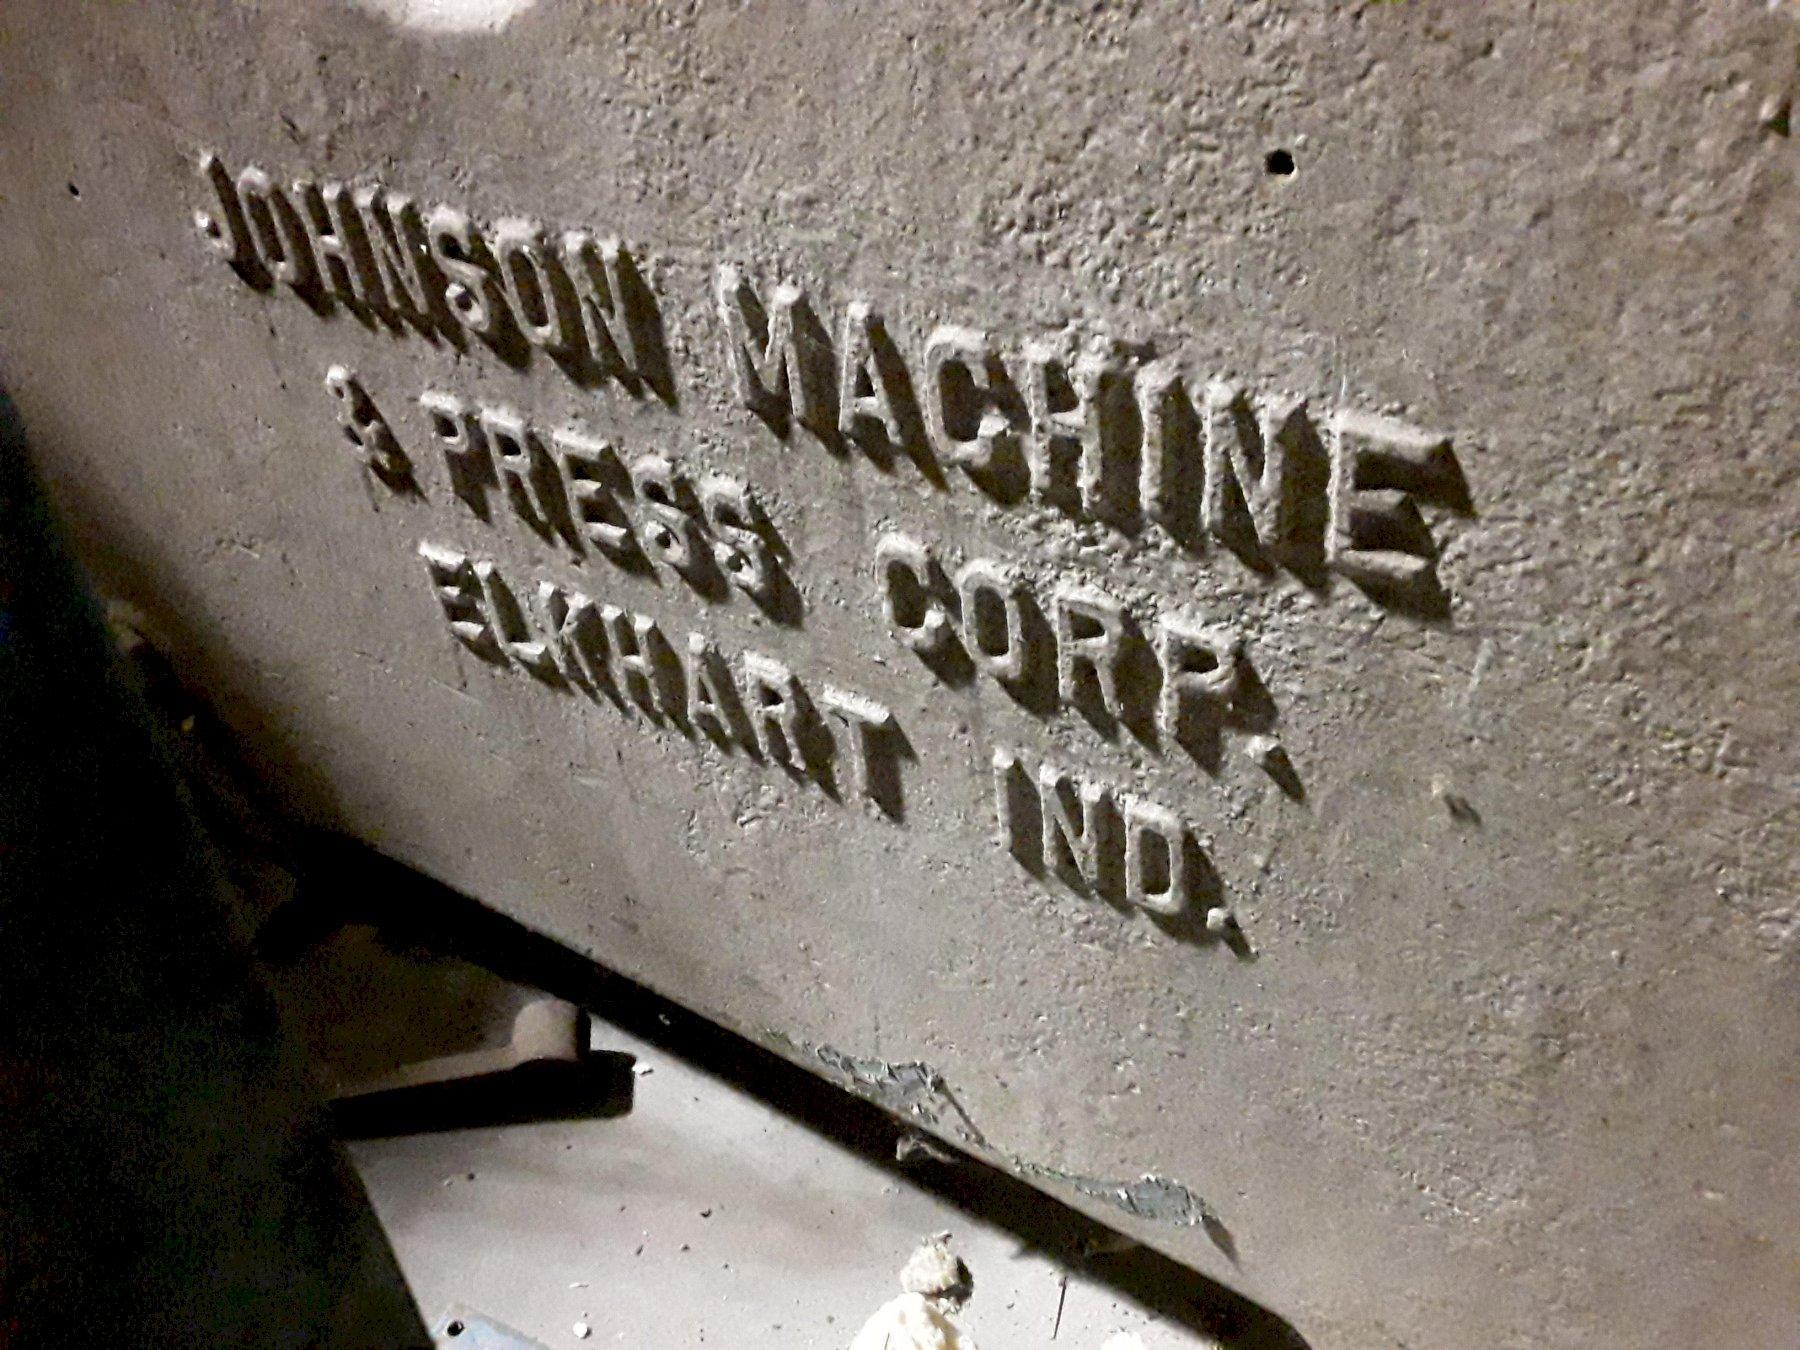 JOHNSON MACHINE
& PRESS CORP.
ELKHART IND.